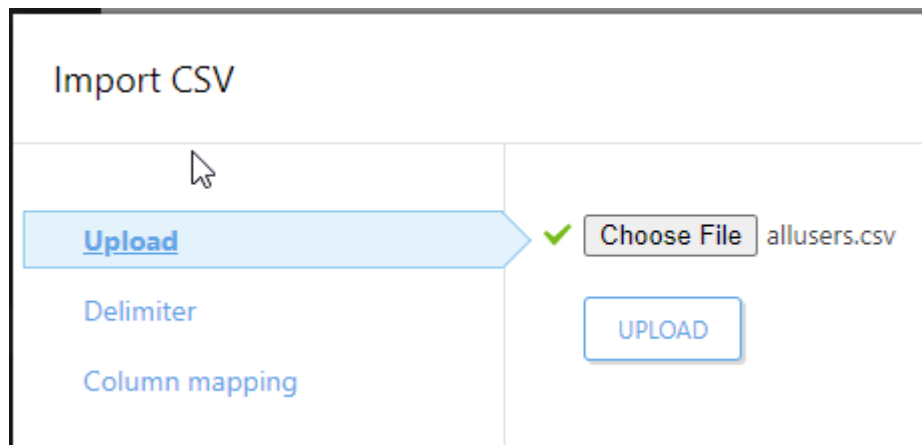 Import CSV
Upload
Choose File allusers.csv
Delimiter
UPLOAD
Column mapping